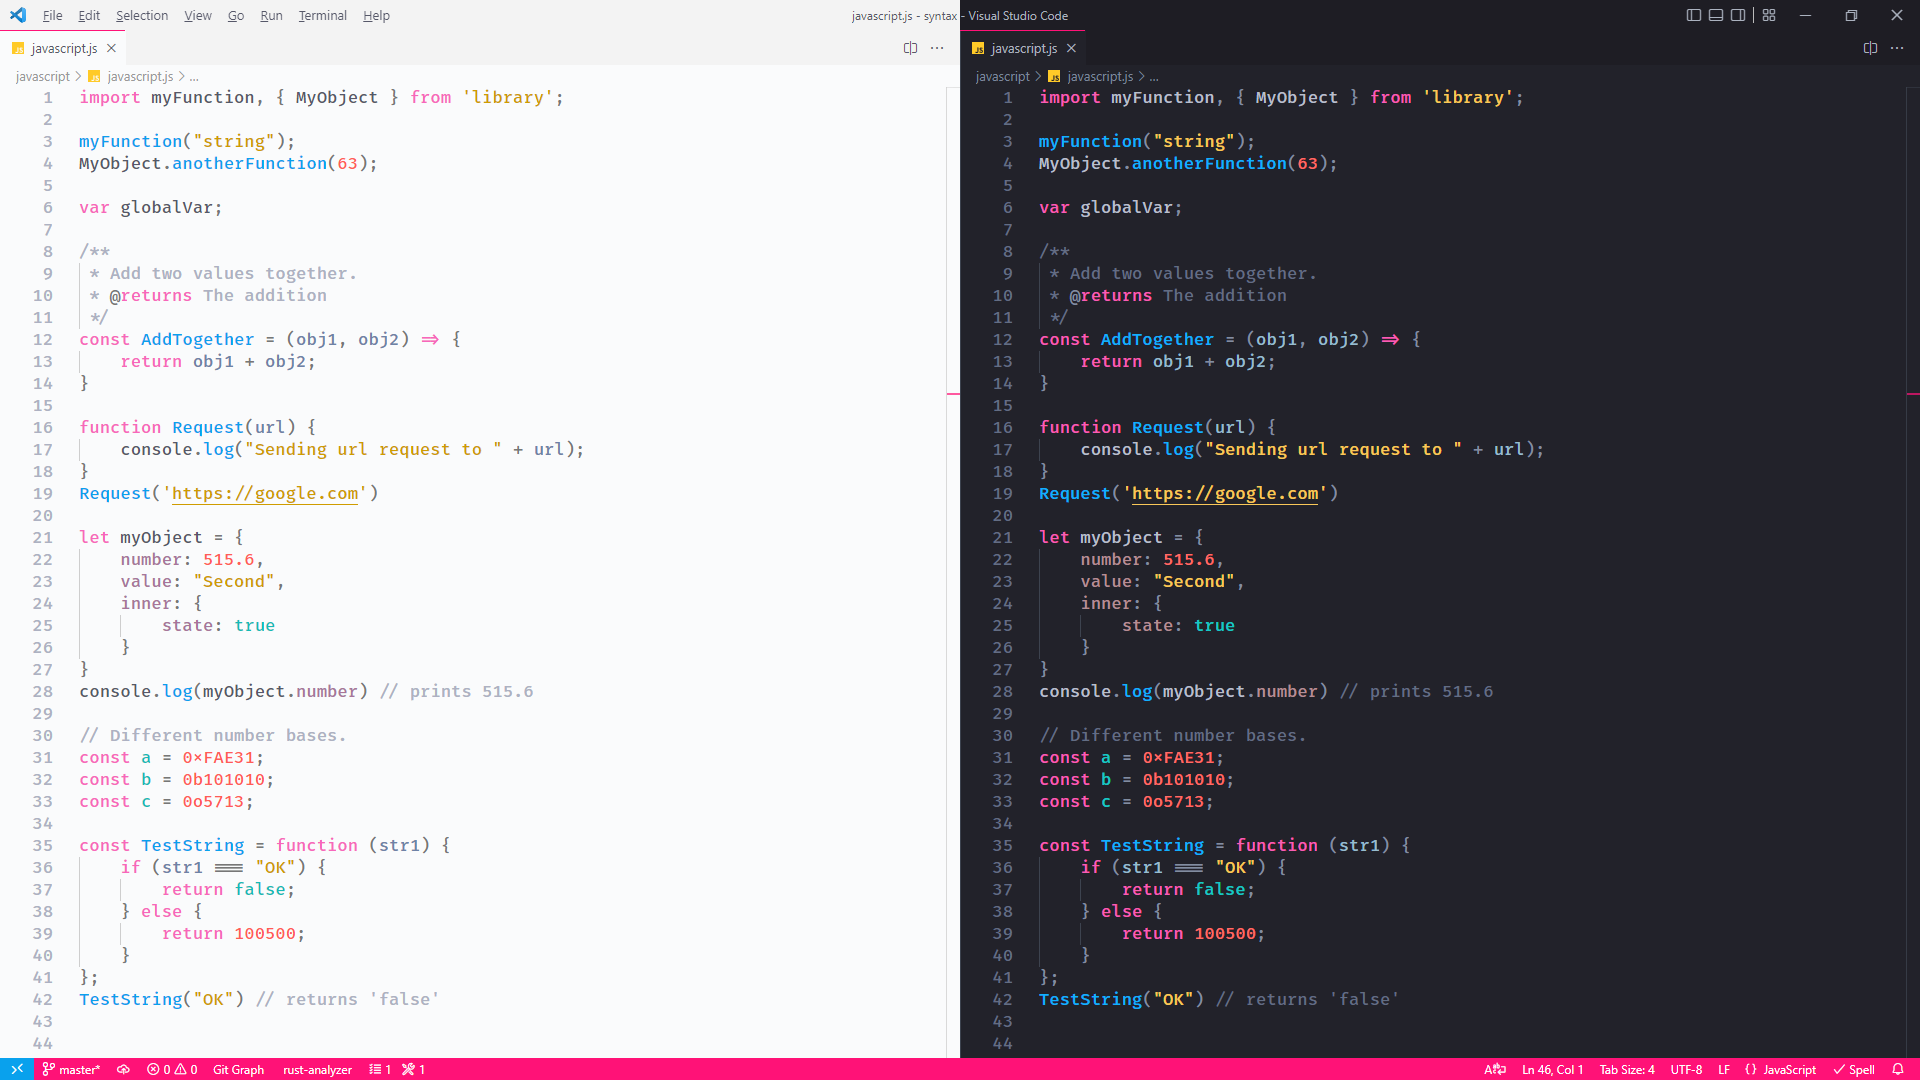 File Edit Selection View Go Run Terminal Help javascript.js - syntax - Visual Studio Code
JS javascript.js
javascript > JS javascript.js > ...
1 import myFunction, { MyObject } from 'library';
2
3 myFunction("string");
4 MyObject.anotherFunction(63);
5
6 var globalVar;
7
8 /**
9 * Add two values together.
10 * @returns The addition
11 */
12 const AddTogether = (obj1, obj2) => {
13 return obj1 + obj2;
14 }
15
16 function Request(url) {
17 console.log("Sending url request to " + url);
18 }
19 Request('https://google.com')
20
21 let myObject = {
22 number: 515.6,
23 value: "Second",
24 inner: {
25 state: true
26 }
27 }
28 console.log(myObject.number) // prints 515.6
29
30 // Different number bases.
31 const a = 0xFAE31;
32 const b = 0b101010;
33 const c = 0o5713;
34
35 const TestString = function (str1) {
36 if (str1 === "OK") {
37 return false;
38 } else {
39 return 100500;
40 }
41 };
42 TestString("OK") // returns 'false'
43
44
JS javascript.js
javascript > JS javascript.js > ...
1 import myFunction, { MyObject } from 'library';
2
3 myFunction("string");
4 MyObject.anotherFunction(63);
5
6 var globalVar;
7
8 /**
9 * Add two values together.
10 * @returns The addition
11 */
12 const AddTogether = (obj1, obj2) => {
13 return obj1 + obj2;
14 }
15
16 function Request(url) {
17 console.log("Sending url request to " + url);
18 }
19 Request('https://google.com')
20
21 let myObject = {
22 number: 515.6,
23 value: "Second",
24 inner: {
25 state: true
26 }
27 }
28 console.log(myObject.number) // prints 515.6
29
30 // Different number bases.
31 const a = 0xFAE31;
32 const b = 0b101010;
33 const c = 0o5713;
34
35 const TestString = function (str1) {
36 if (str1 === "OK") {
37 return false;
38 } else {
39 return 100500;
40 }
41 };
42 TestString("OK") // returns 'false'
43
44
master* 0 0 Git Graph rust-analyzer 1 1 Ln 46, Col 1 Tab Size: 4 UTF-8 LF {} JavaScript Spell